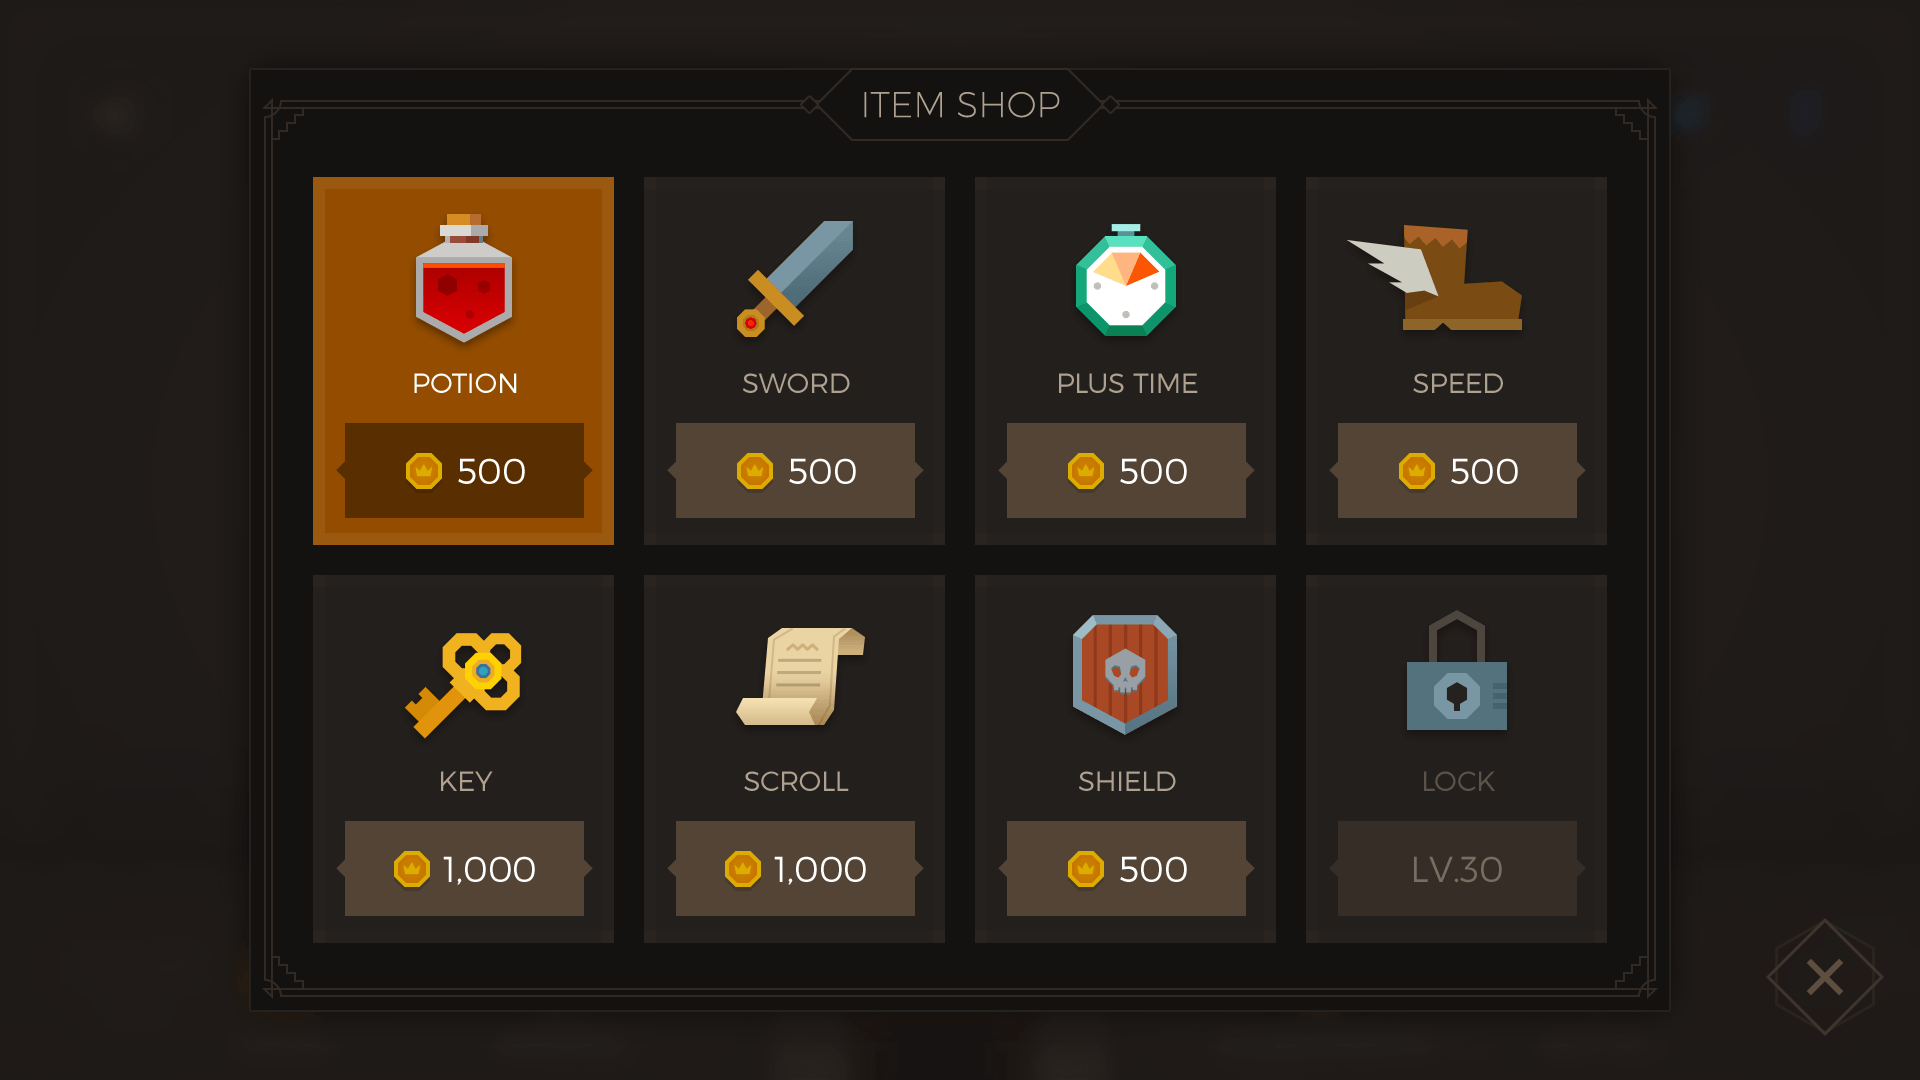 ITEM SHOP
POTION
500
SWORD
500
PLUS TIME
500
SPEED
500
KEY
1,000
SCROLL
1,000
SHIELD
500
LOCK
LV.30